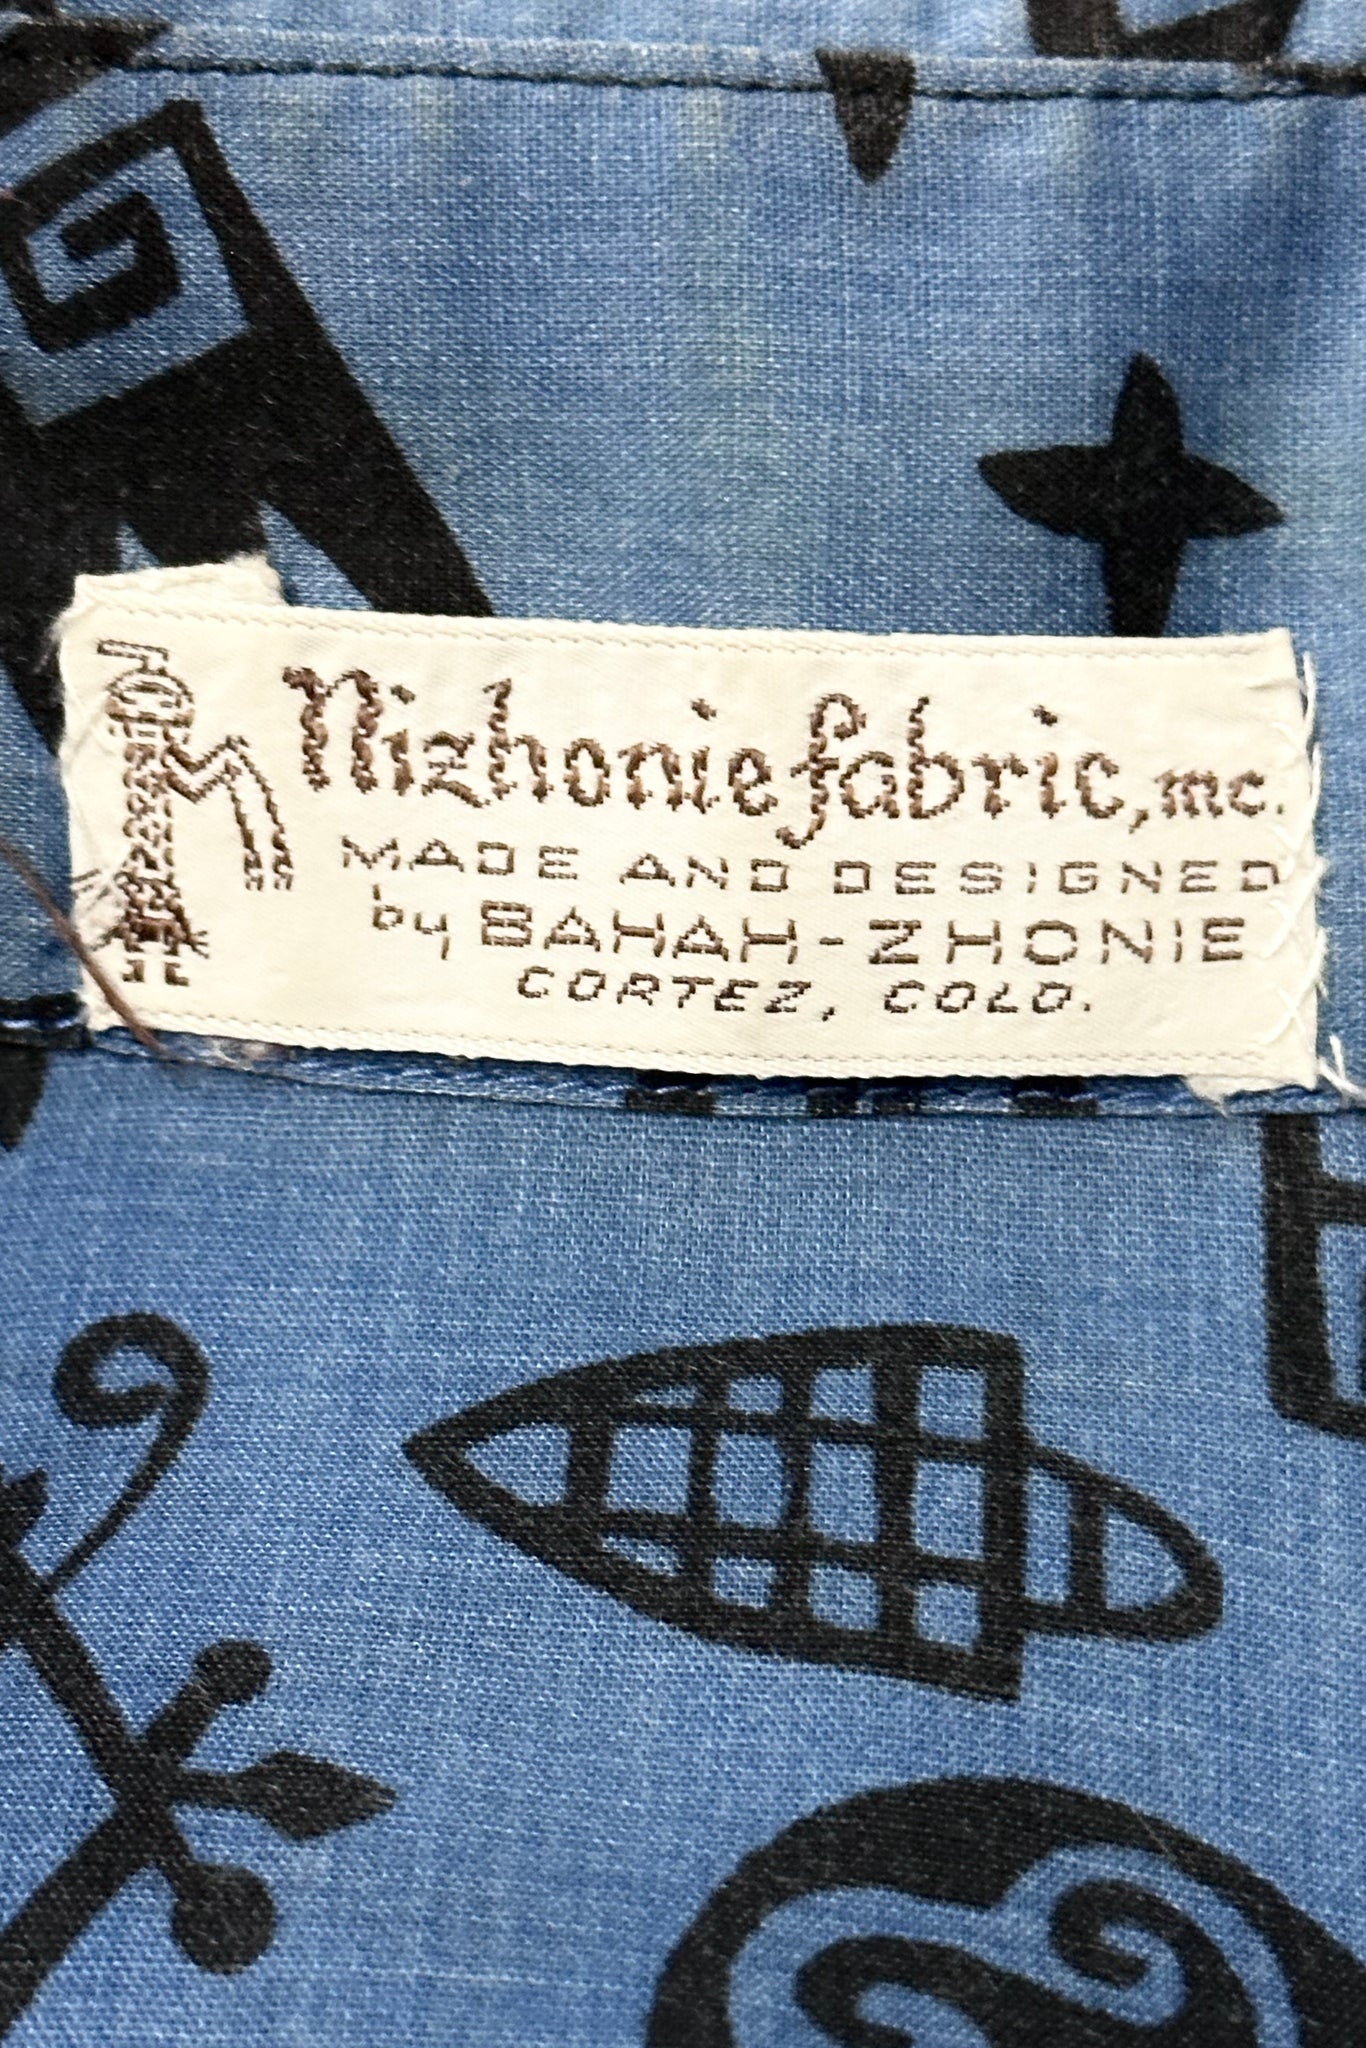 Nizhonie fabric, inc.
MADE AND DESIGNED
by BAHAH-ZHONIE
CORTEZ, COLO.